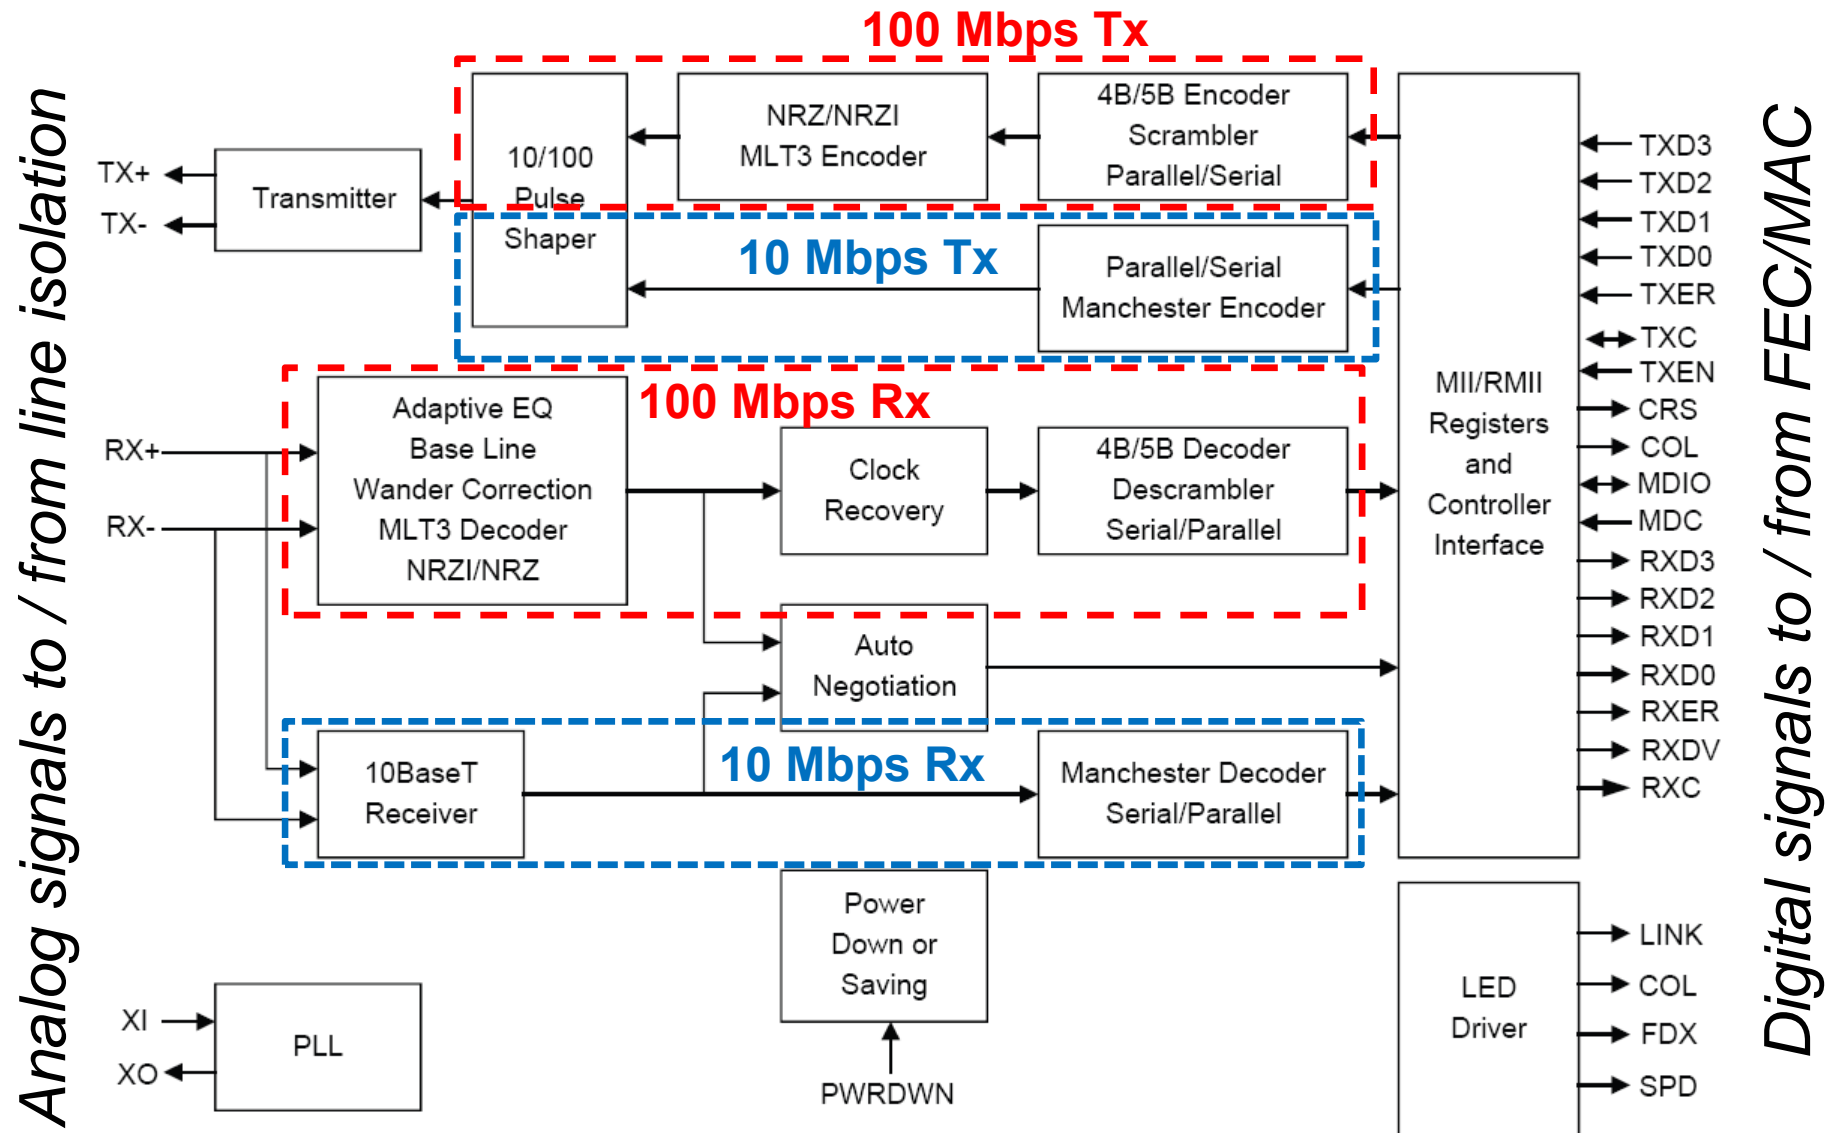 100 Mbps Tx
Analog signals to / from line isolation
TX+
TX-
Transmitter
10/100
Pulse
Shaper
NRZ/NRZI
MLT3 Encoder
4B/5B Encoder
Scrambler
Parallel/Serial
10 Mbps Tx
Parallel/Serial
Manchester Encoder
100 Mbps Rx
RX+
RX-
Adaptive EQ
Base Line
Wander Correction
MLT3 Decoder
NRZI/NRZ
Clock
Recovery
4B/5B Decoder
Descrambler
Serial/Parallel
Auto
Negotiation
10 Mbps Rx
10BaseT
Receiver
Manchester Decoder
Serial/Parallel
Power
Down or
Saving
PWRDWN
XI
XO
PLL
MII/RMII
Registers
and
Controller
Interface
TXD3
TXD2
TXD1
TXD0
TXER
TXC
TXEN
CRS
COL
MDIO
MDC
RXD3
RXD2
RXD1
RXD0
RXER
RXDV
RXC
LED
Driver
LINK
COL
FDX
SPD
Digital signals to / from FEC/MAC